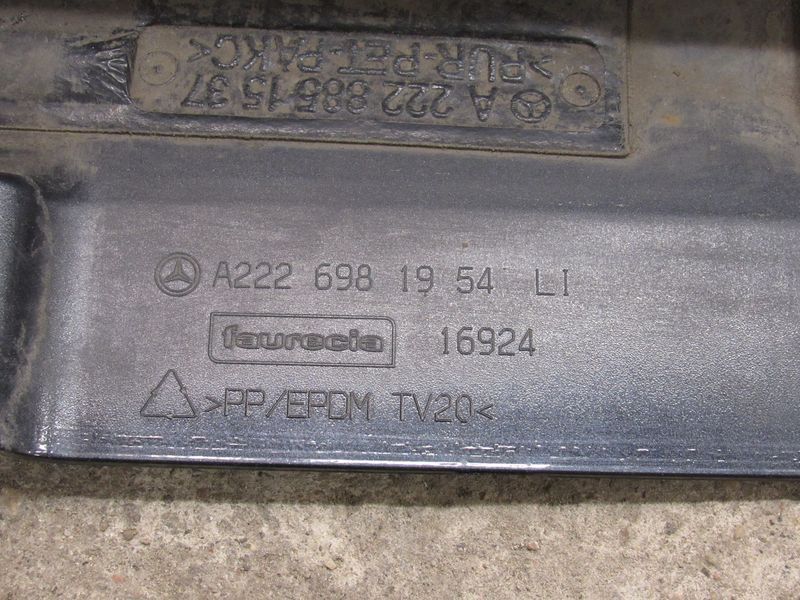 A 222 885 15 37
>PUR-PET-PAKC<
A222 698 19 54 LI
faurecia 16924
>PP/EPDM TV20<